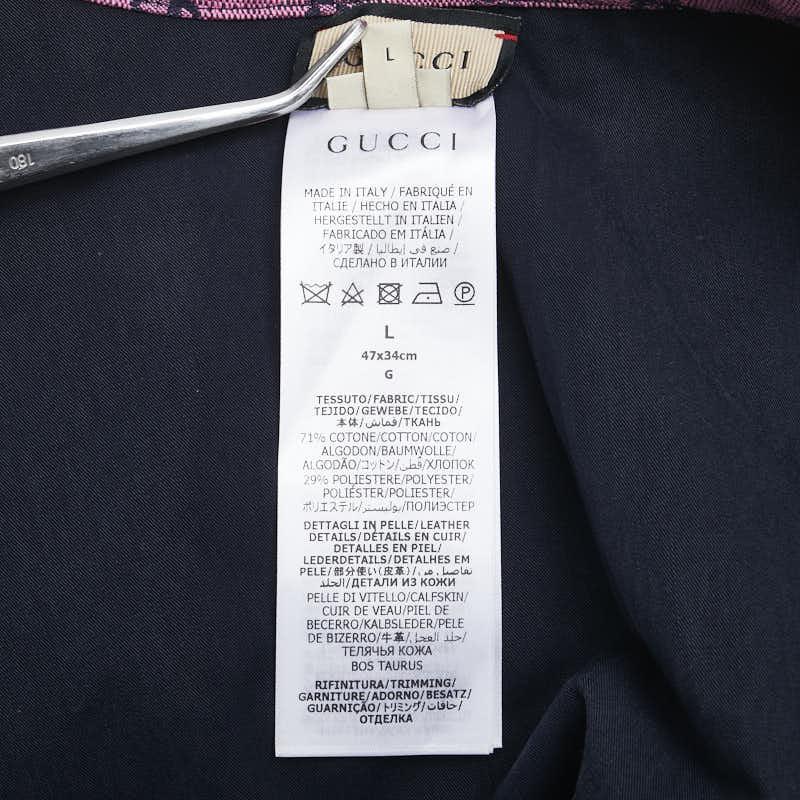 L
CCI
GUCCI
MADE IN ITALY / FABRIQUÉ EN
ITALIE / HECHO EN ITALIA /
HERGESTELLT IN ITALIEN /
FABRICADO EM ITÁLIA /
イタリア製 / صنع في إيطاليا /
СДЕЛАНО В ИТАЛИИ
P
L
47x34cm
G
TESSUTO/FABRIC/TISSU/
TEJIDO/GEWEBE/TECIDO/
本体/قماش/ТКАНЬ
71% COTONE/COTTON/COTON/
ALGODON/BAUMWOLLE/
ALGODÃO/コットン/قطن/ХЛОПОК
29% POLIESTERE/POLYESTER/
POLIÉSTER/POLIESTER/
ポリエステル/بوليستر/ПОЛИЭСТЕР
DETTAGLI IN PELLE/LEATHER
DETAILS/DÉTAILS EN CUIR/
DETALLES EN PIEL/
LEDERDETAILS/DETALHES EM
PELE/部分使い(皮革)/تفاصيل من
الجلد/ДЕТАЛИ ИЗ КОЖИ
PELLE DI VITELLO/CALFSKIN/
CUIR DE VEAU/PIEL DE
BECERRO/KALBSLEDER/PELE
DE BIZERRO/牛革/جلد العجل/
ТЕЛЯЧЬЯ КОЖА
BOS TAURUS
RIFINITURA/TRIMMING/
GARNITURE/ADORNO/BESATZ/
GUARNIÇÃO/トリミング/حافات/
ОТДЕЛКА
180